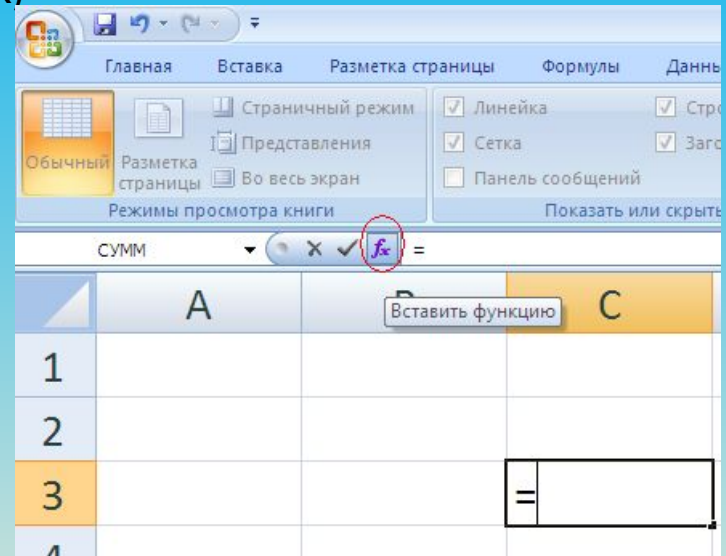 Главная Вставка Разметка страницы Формулы
Обычный
Разметка страницы
Страничный режим
Представления
Во весь экран
Режимы просмотра книги
Линейка
Сетка
Панель сообщений
Показать или скрыть
СУММ fx =
A C
Вставить функцию
1
2
3 =